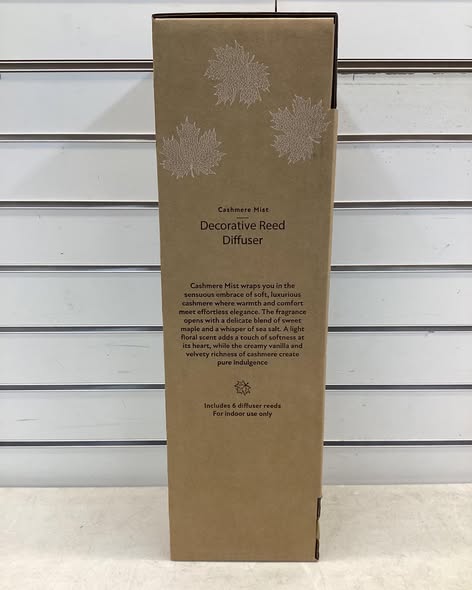 Cashmere Mist
Decorative Reed
Diffuser
Cashmere Mist wraps you in the
sensuous embrace of soft, luxurious
cashmere where warmth and comfort
meet effortless elegance. The fragrance
opens with a delicate blend of sweet
maple and a whisper of sea salt. A light
floral scent adds a touch of softness at
its heart, while the creamy vanilla and
velvety richness of cashmere create
pure indulgence
Includes 6 diffuser reeds
For indoor use only